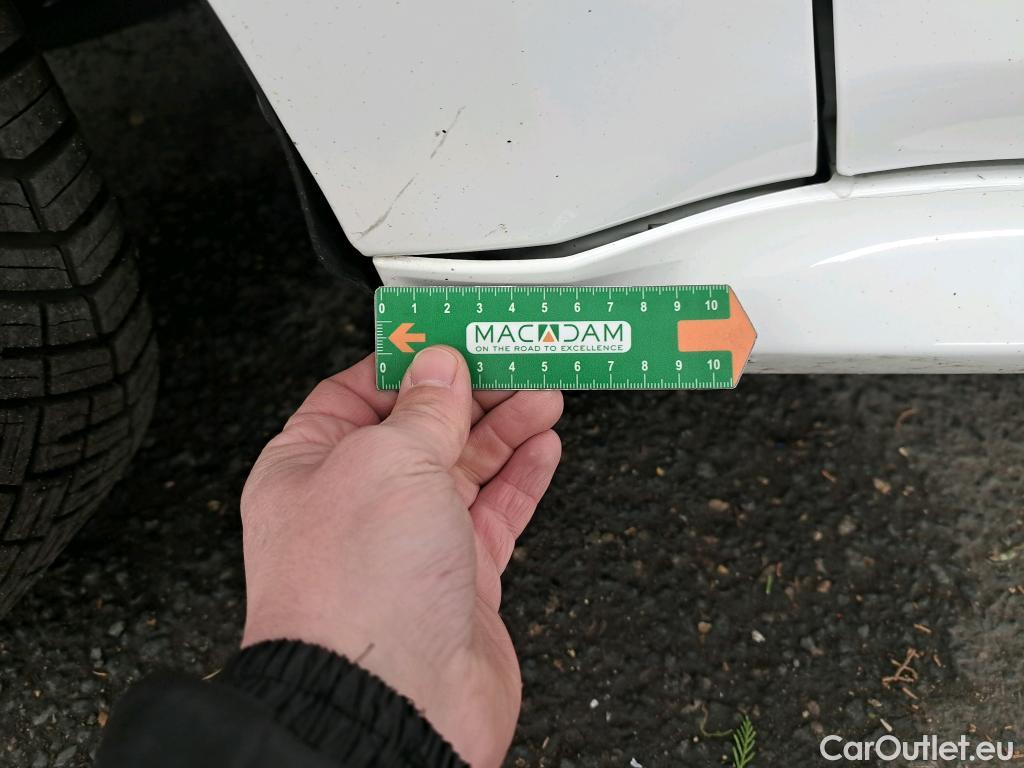 0 1 2 3 4 5 6 7 8 9 10
MACADAM
ON THE ROAD TO EXCELLENCE
0 3 4 5 6 7 8 9 10
CarOutlet.eu